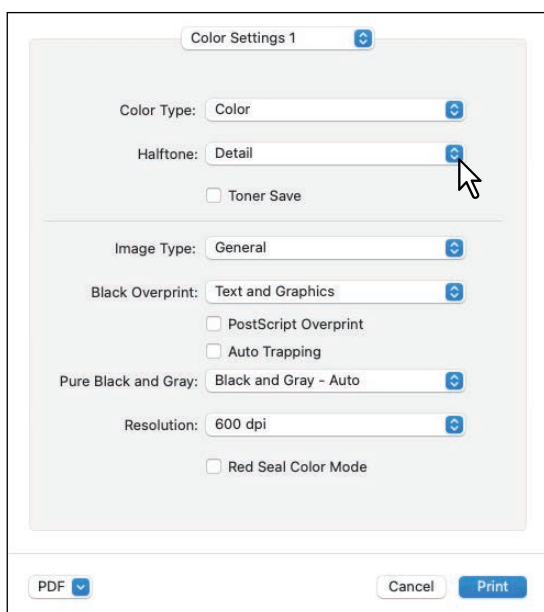 Color Settings 1
Color Type: Color
Halftone: Detail
Toner Save
Image Type: General
Black Overprint: Text and Graphics
PostScript Overprint
Auto Trapping
Pure Black and Gray: Black and Gray - Auto
Resolution: 600 dpi
Red Seal Color Mode
PDF Cancel Print